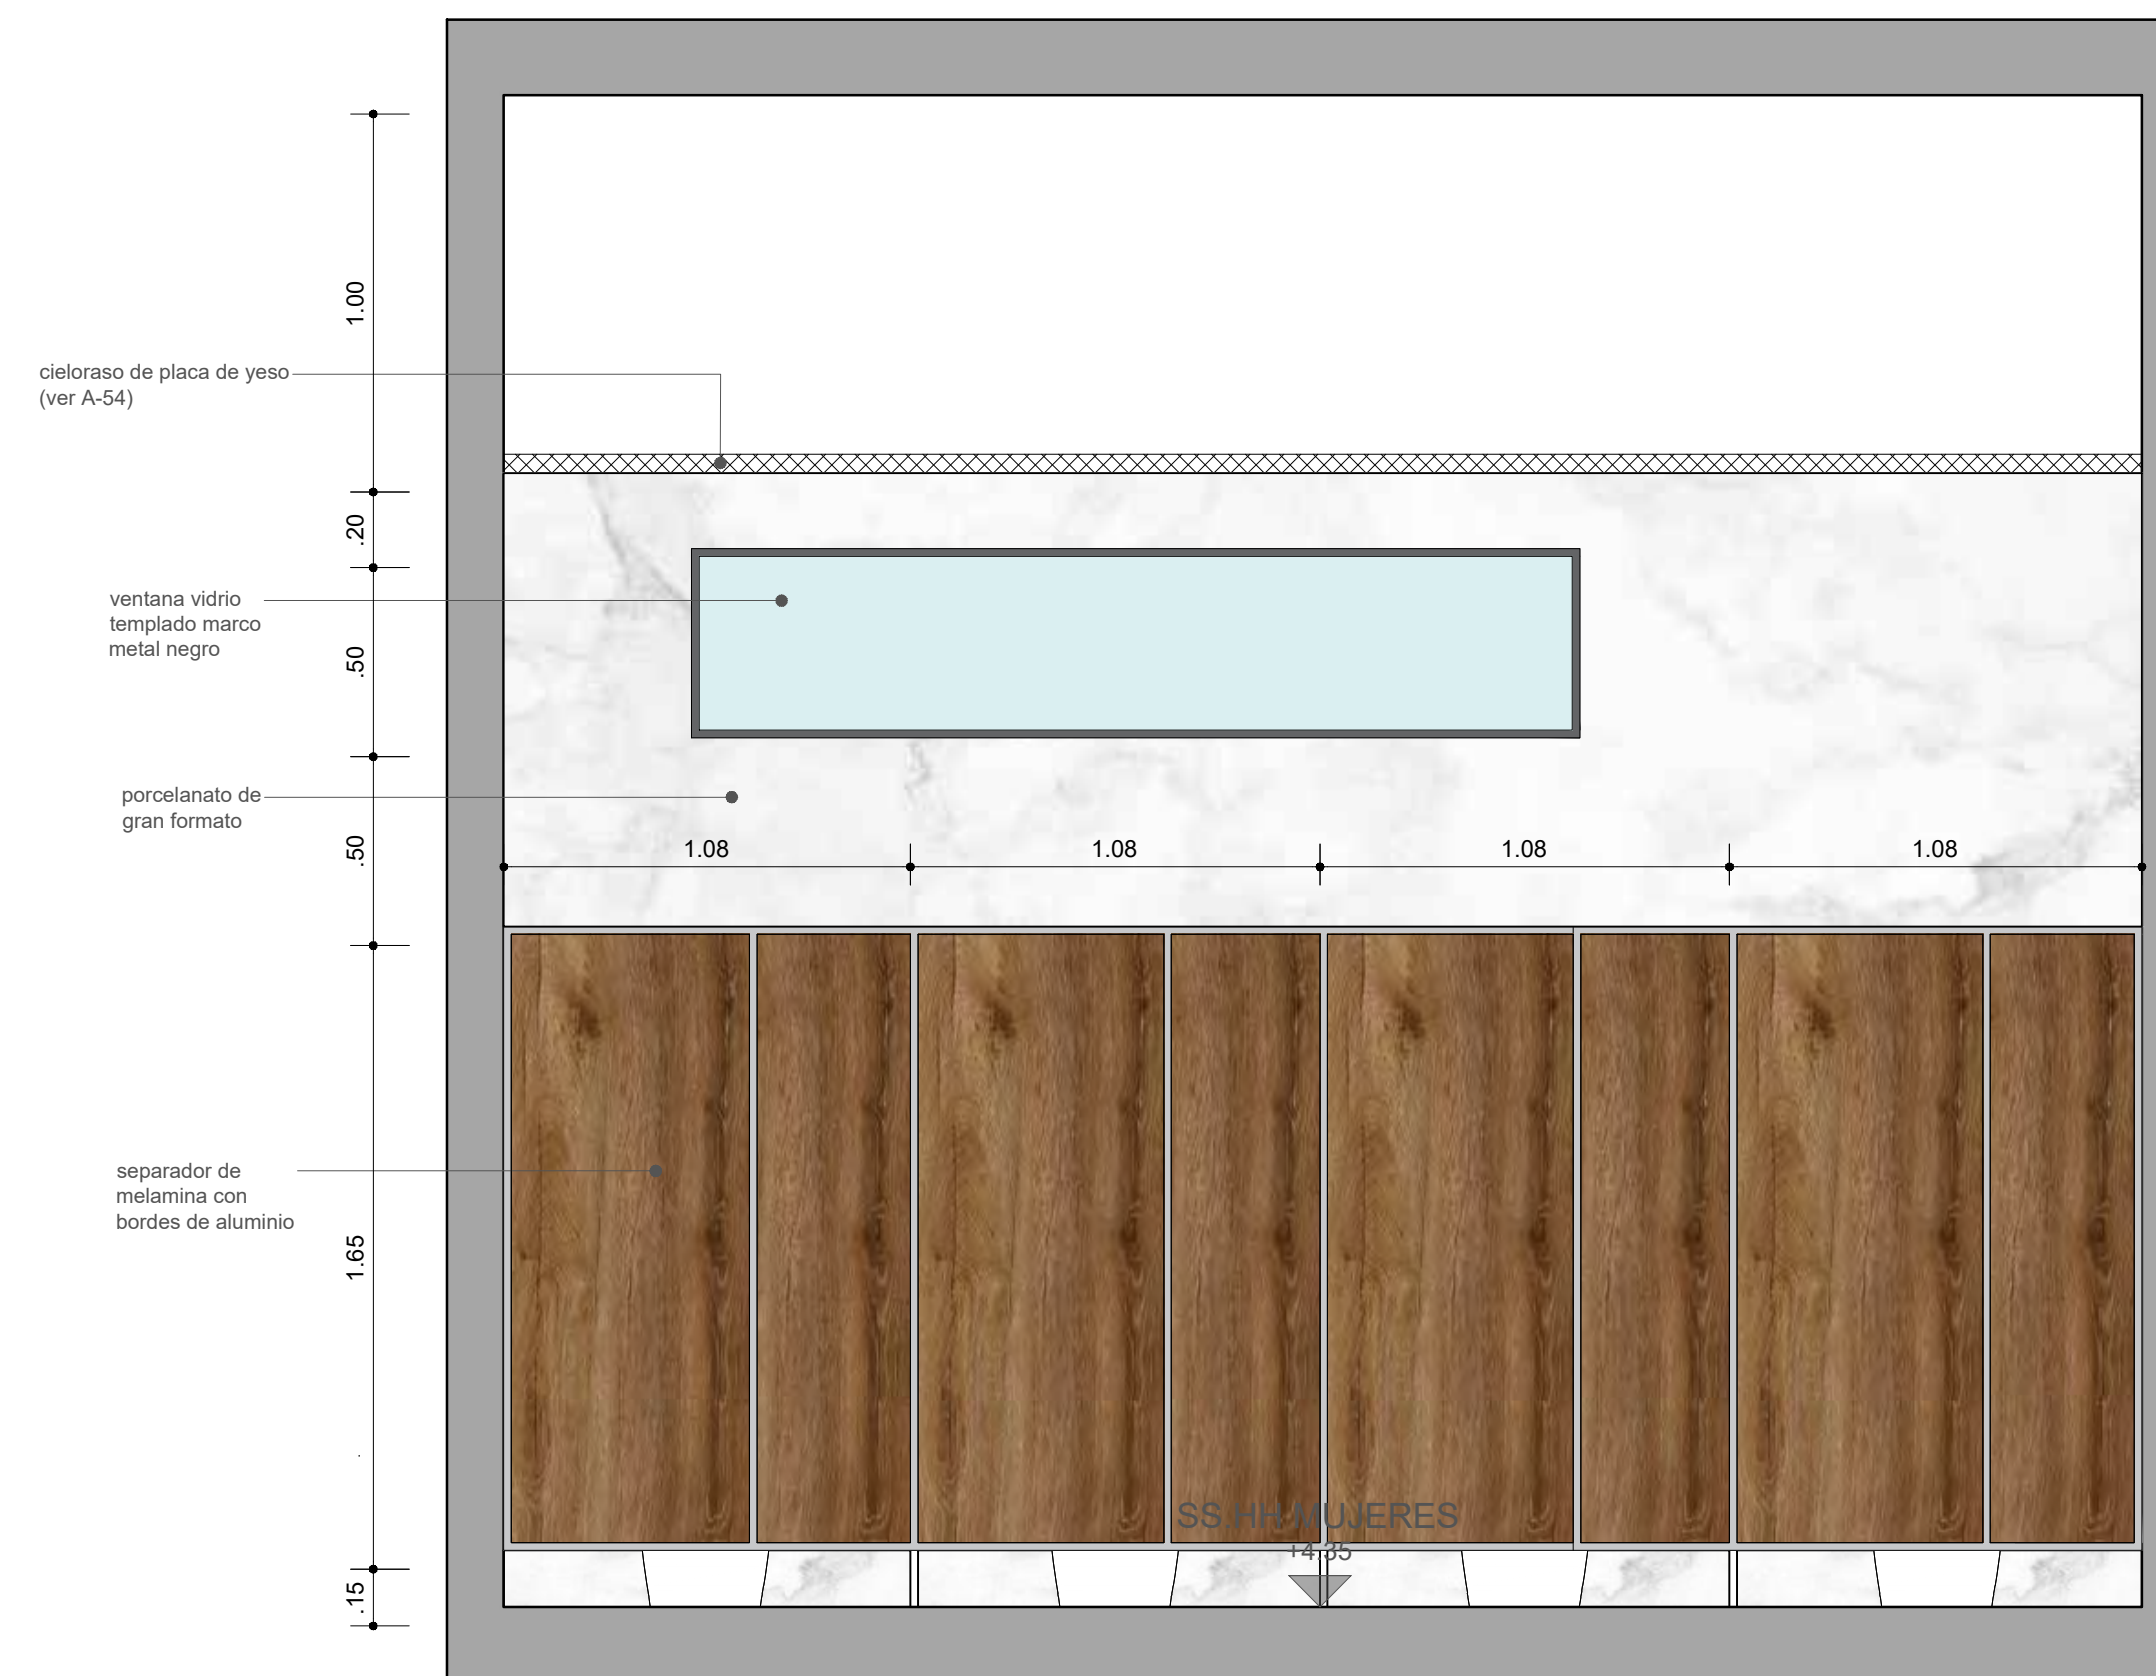 1.00
cieloraso de placa de yeso
(ver A-54)
.20
ventana vidrio
templado marco
metal negro
.50
porcelanato de
gran formato
.50
1.08 1.08 1.08 1.08
separador de
melamina con
bordes de aluminio
1.65
SS.HH MUJERES
+4.35
.15